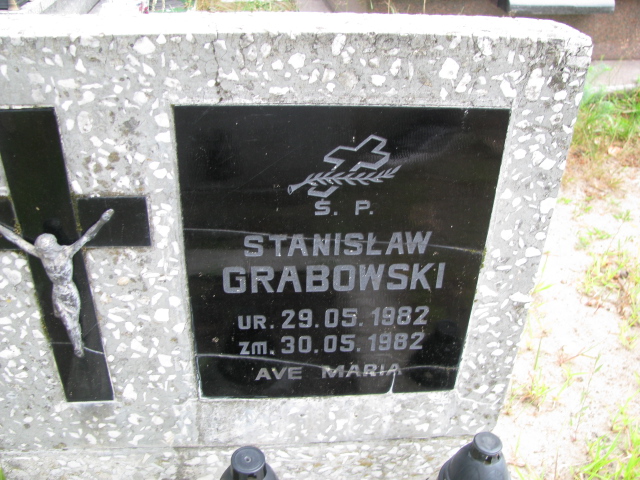 Ś. P.
STANISŁAW
GRABOWSKI
UR. 29.05.1982
ZM. 30.05.1982
AVE MARIA